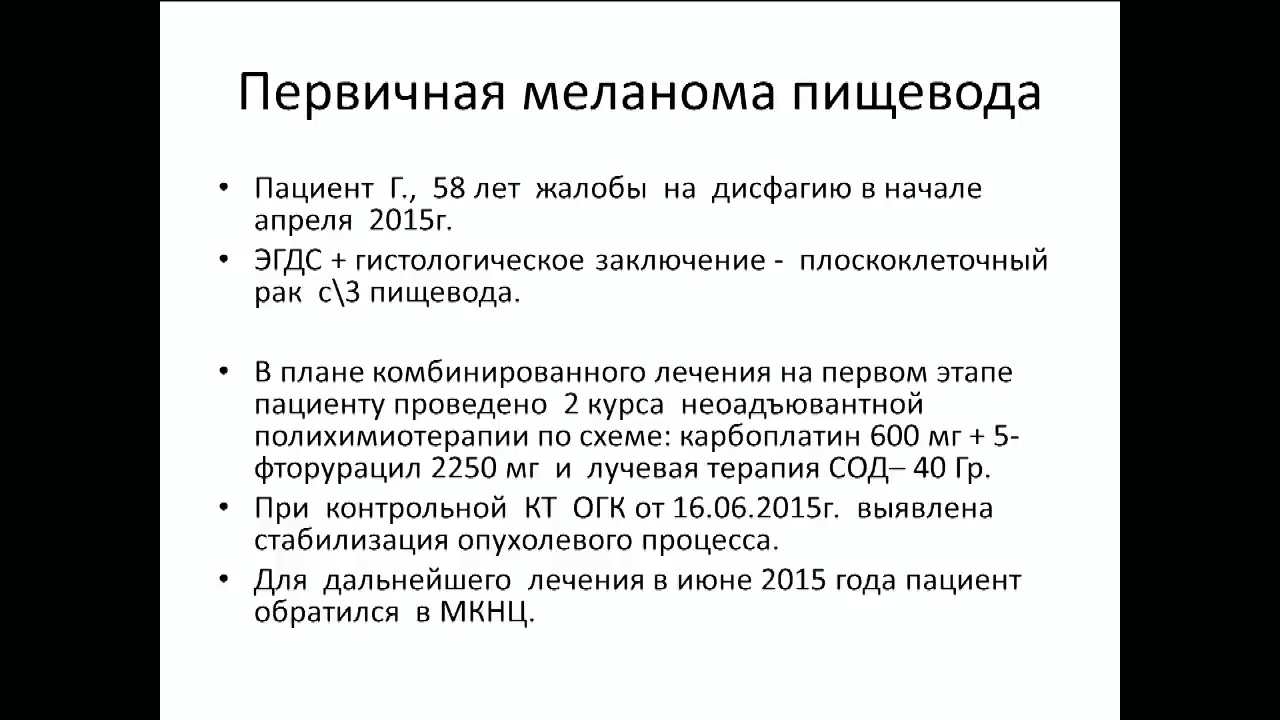 Первичная меланома пищевода
• Пациент Г., 58 лет жалобы на дисфагию в начале
апреля 2015г.
• ЭГДС + гистологическое заключение - плоскоклеточный
рак с\3 пищевода.
• В плане комбинированного лечения на первом этапе
пациенту проведено 2 курса неоадъювантной
полихимиотерапии по схеме: карбоплатин 600 мг + 5-
фторурацил 2250 мг и лучевая терапия СОД– 40 Гр.
• При контрольной КТ ОГК от 16.06.2015г. выявлена
стабилизация опухолевого процесса.
• Для дальнейшего лечения в июне 2015 года пациент
обратился в МКНЦ.